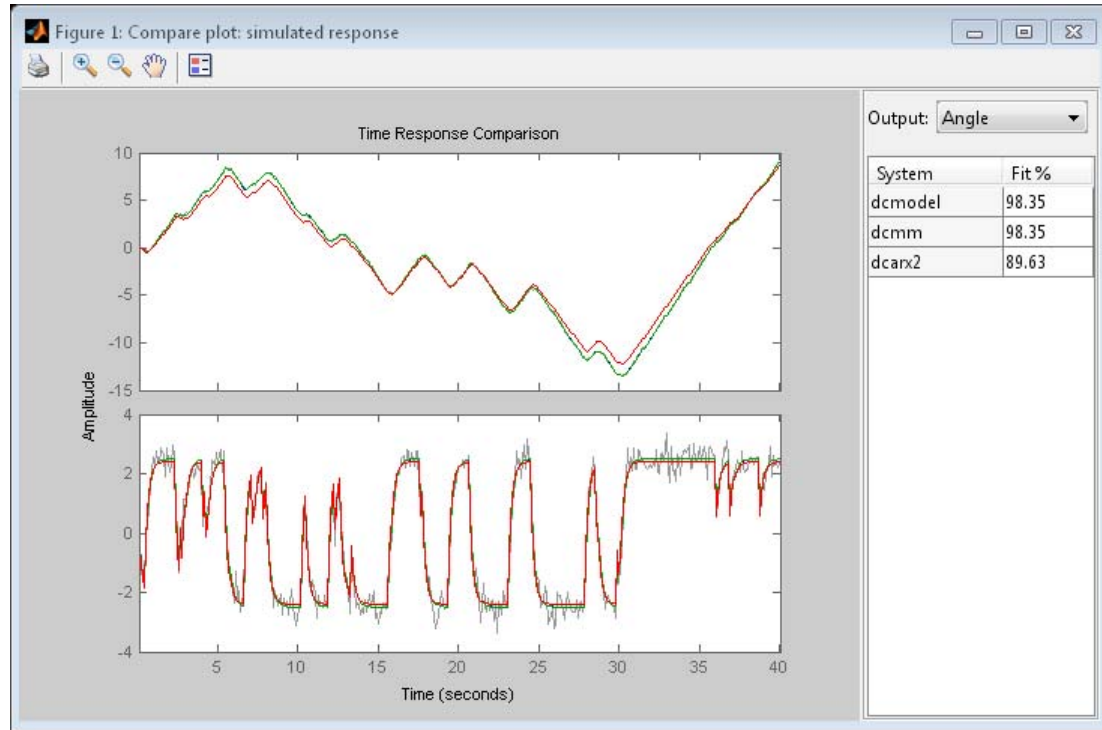 Figure 1: Compare plot: simulated response
Output: Angle
Time Response Comparison
System Fit %
dcmodel 98.35
dcmm 98.35
dcarx2 89.63
Amplitude
10
5
0
-5
-10
-15
4
2
0
-2
-4
5 10 15 20 25 30 35 40
Time (seconds)